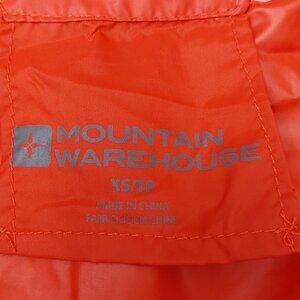 MOUNTAIN
WAREHOUSE
XS/TP
MADE IN CHINA
FABRIQUÉ EN CHINE